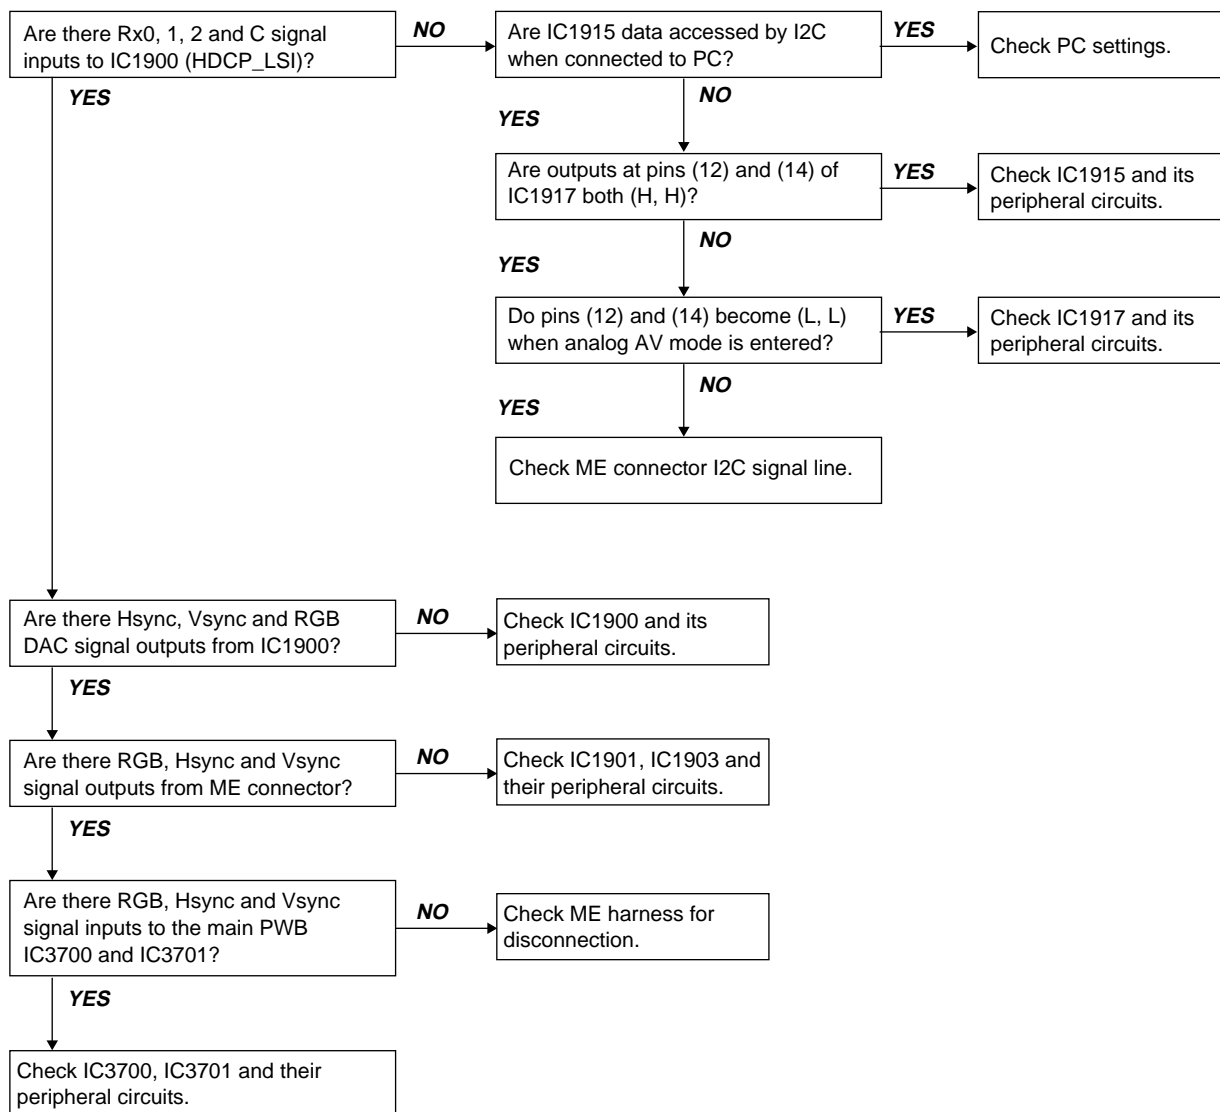 Are there Rx0, 1, 2 and C signal
inputs to IC1900 (HDCP_LSI)?
NO
Are IC1915 data accessed by I2C
when connected to PC?
YES
Check PC settings.
YES
NO
YES
Are outputs at pins (12) and (14) of
IC1917 both (H, H)?
YES
Check IC1915 and its
peripheral circuits.
NO
YES
Do pins (12) and (14) become (L, L)
when analog AV mode is entered?
YES
Check IC1917 and its
peripheral circuits.
NO
YES
Check ME connector I2C signal line.
Are there Hsync, Vsync and RGB
DAC signal outputs from IC1900?
NO
Check IC1900 and its
peripheral circuits.
YES
Are there RGB, Hsync and Vsync
signal outputs from ME connector?
NO
Check IC1901, IC1903 and
their peripheral circuits.
YES
Are there RGB, Hsync and Vsync
signal inputs to the main PWB
IC3700 and IC3701?
NO
Check ME harness for
disconnection.
YES
Check IC3700, IC3701 and their
peripheral circuits.